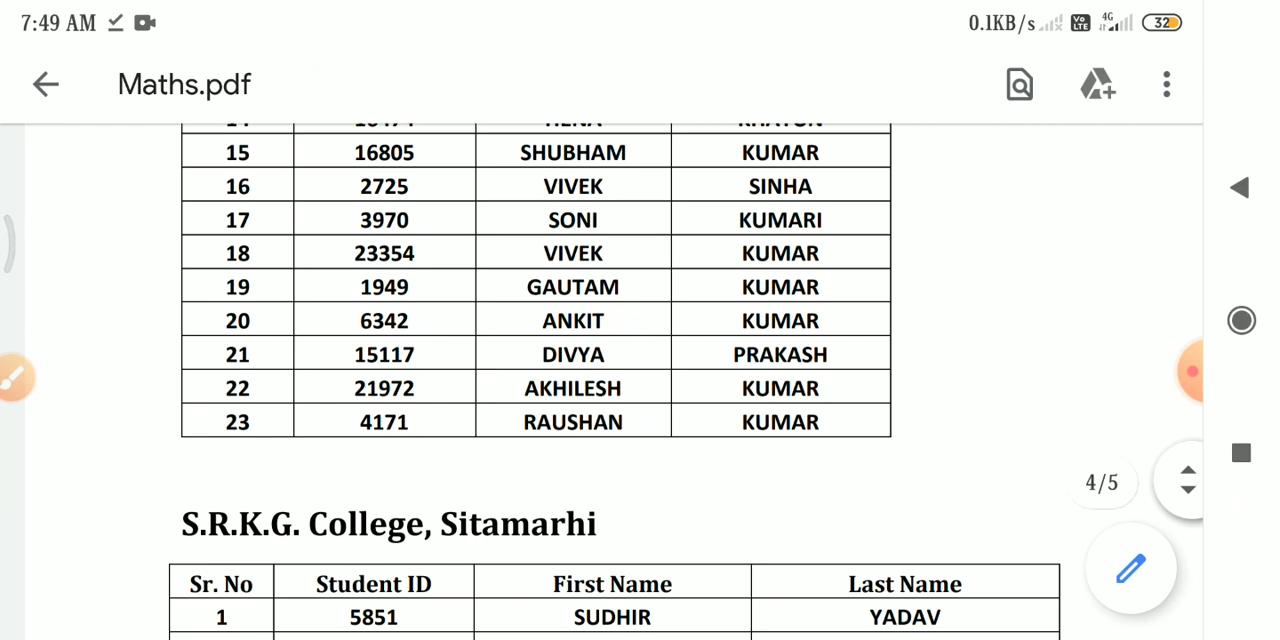 7:49 AM 0.1KB/s Vo LTE 4G 32
Maths.pdf
15 16805 SHUBHAM KUMAR
16 2725 VIVEK SINHA
17 3970 SONI KUMARI
18 23354 VIVEK KUMAR
19 1949 GAUTAM KUMAR
20 6342 ANKIT KUMAR
21 15117 DIVYA PRAKASH
22 21972 AKHILESH KUMAR
23 4171 RAUSHAN KUMAR
4/5
S.R.K.G. College, Sitamarhi
Sr. No Student ID First Name Last Name
1 5851 SUDHIR YADAV